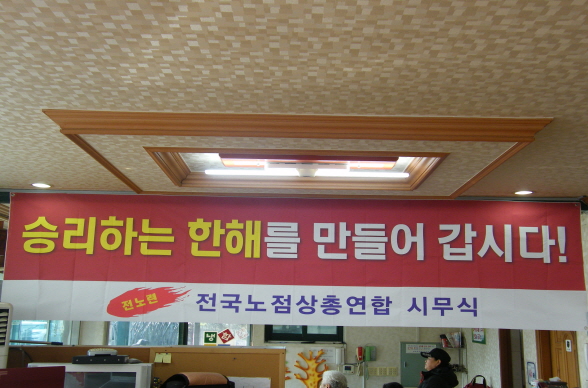 승리하는 한해를 만들어 갑시다!
전노련 전국노점상총연합 시무식